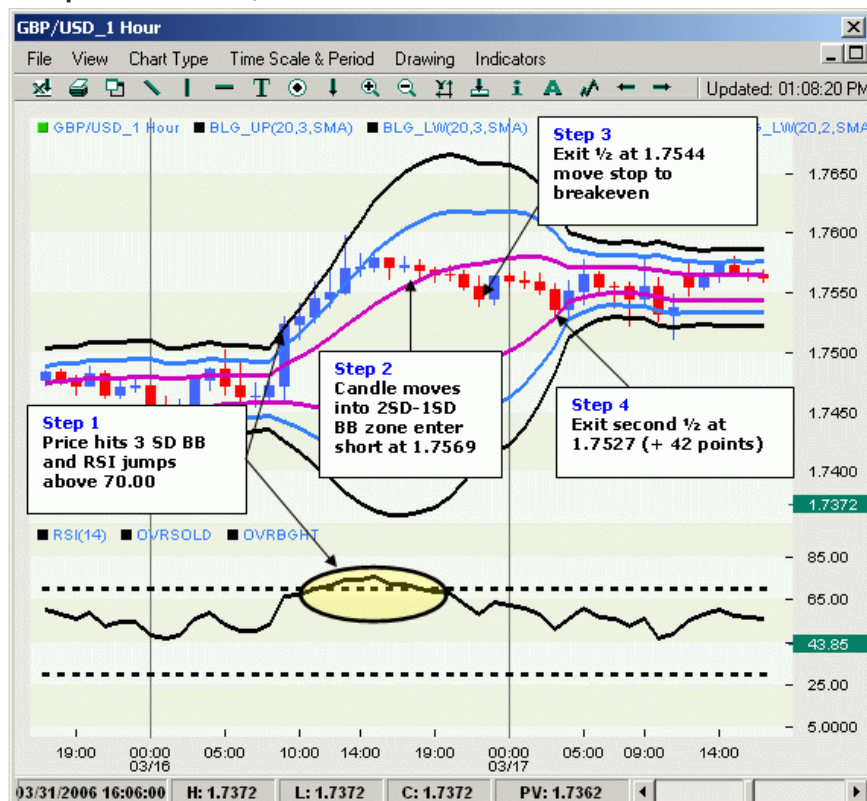 GBP/USD_1 Hour
File View Chart Type Time Scale & Period Drawing Indicators
T i A Updated: 01:08:20 PM
GBP/USD_1 Hour BLG_UP(20,3,SMA) BLG_LW(20,3,SMA) LW(20,2,SMA)
Step 3
Exit ½ at 1.7544
move stop to
breakeven
1.7650
1.7600
1.7550
1.7500
1.7450
1.7400
1.7372
Step 2
Candle moves
into 2SD-1SD
BB zone enter
short at 1.7569
Step 4
Exit second ½ at
1.7527 (+ 42 points)
Step 1
Price hits 3 SD BB
and RSI jumps
above 70.00
RSI(14) OVRSOLD OVRBGHT
85.00
65.00
43.85
25.00
5.0000
19:00 00:00 05:00 10:00 14:00 19:00 00:00 05:00 09:00 14:00
03/16 03/17
03/31/2006 16:06:00 H: 1.7372 L: 1.7372 C: 1.7372 PV: 1.7362